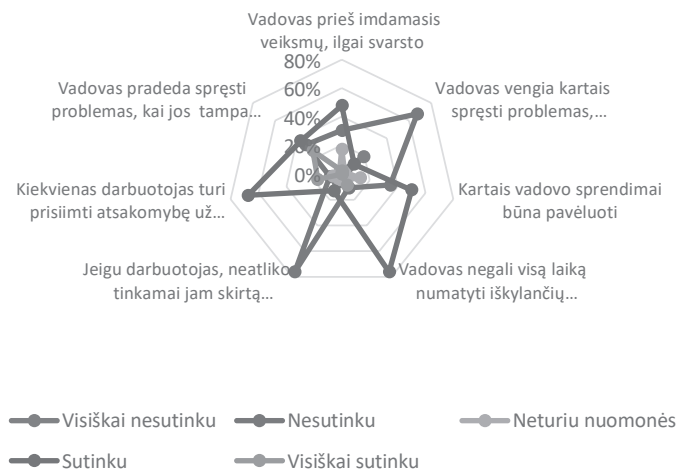 Vadovas prieš imdamasis
veiksmų, ilgai svarsto
80%
60%
40%
0%
Vadovas pradeda spręsti
problemas, kai jos tampa...
Vadovas vengia kartais
spręsti problemas,...
Kiekvienas darbuotojas turi
prisiimti atsakomybę už...
Kartais vadovo sprendimai
būna pavėluoti
Jeigu darbuotojas, neatliko
tinkamai jam skirtą...
Vadovas negali visą laiką
numatyti iškylančių...
Visiškai nesutinku
Nesutinku
Neturiu nuomonės
Sutinku
Visiškai sutinku